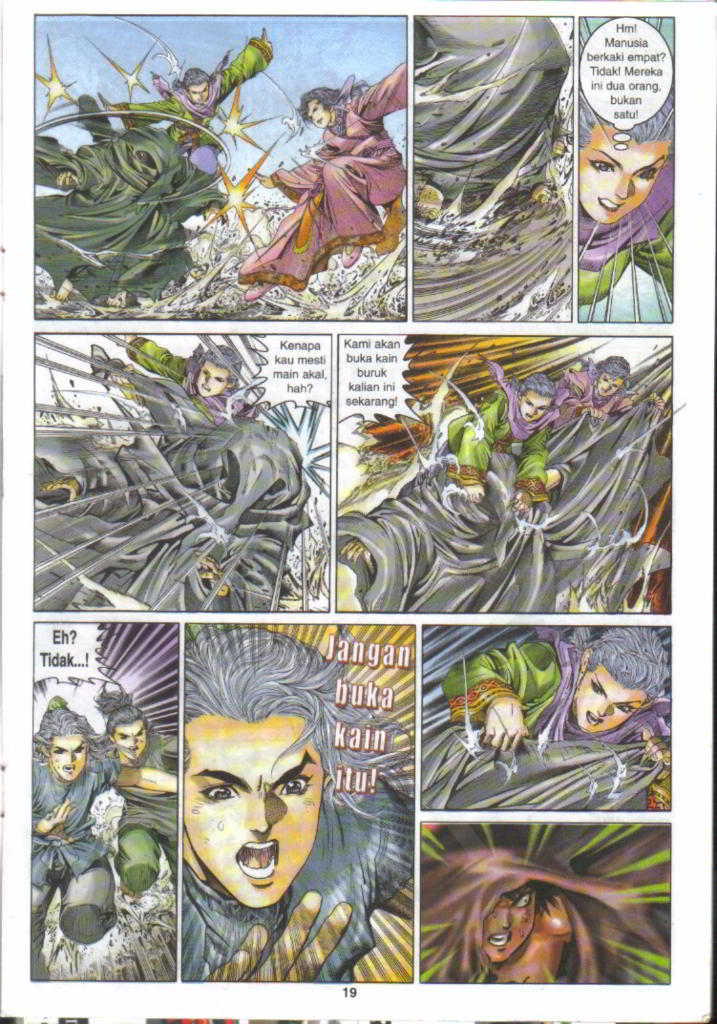 Hm!
Manusia
berkaki empat?
Tidak! Mereka
ini dua orang,
bukan
satu!
Kenapa
kau mesti
main akal,
hah?
Kami akan
buka kain
buruk
kalian ini
sekarang!
Eh?
Tidak...!
Jangan
buka
kain
itu!
19